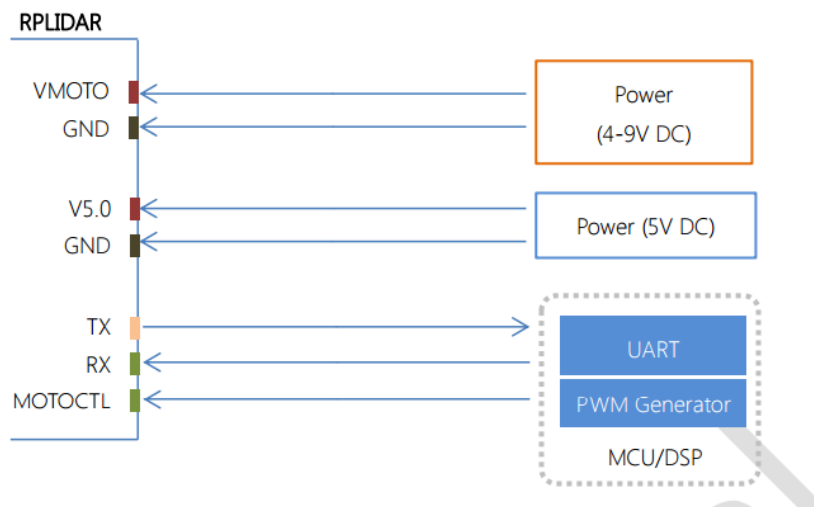 RPLIDAR
VMOTO
GND
Power
(4-9V DC)
V5.0
GND
Power (5V DC)
TX
RX
MOTOCTL
UART
PWM Generator
MCU/DSP